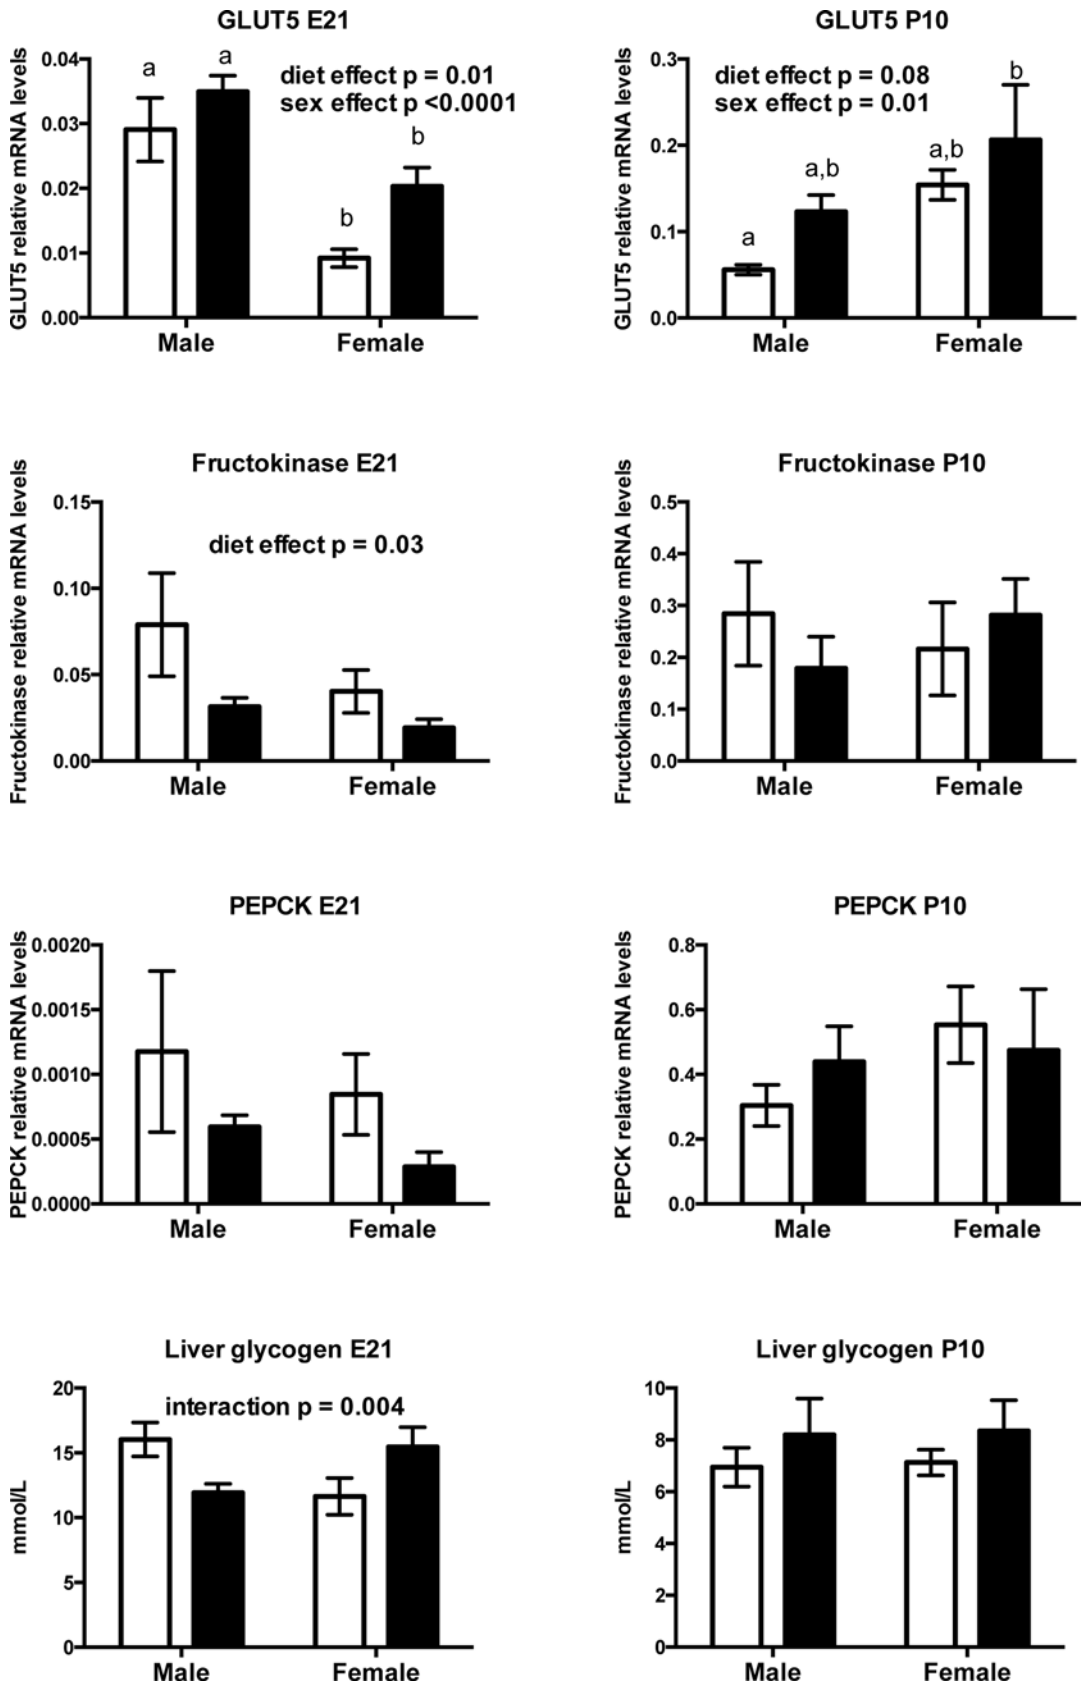 GLUT5 E21
GLUT5 relative mRNA levels
0.04
0.03
0.02
0.01
0.00
a
a
diet effect p = 0.01
sex effect p <0.0001
b
b
Male
Female
GLUT5 P10
GLUT5 relative mRNA levels
0.3
0.2
0.1
0.0
diet effect p = 0.08
sex effect p = 0.01
a
a,b
a,b
b
Male
Female
Fructokinase E21
Fructokinase relative mRNA levels
0.15
0.10
0.05
0.00
diet effect p = 0.03
Male
Female
Fructokinase P10
Fructokinase relative mRNA levels
0.5
0.4
0.3
0.2
0.1
0.0
Male
Female
PEPCK E21
PEPCK relative mRNA levels
0.0020
0.0015
0.0010
0.0005
0.0000
Male
Female
PEPCK P10
PEPCK relative mRNA levels
0.8
0.6
0.4
0.2
0.0
Male
Female
Liver glycogen E21
mmol/L
20
15
10
5
0
interaction p = 0.004
Male
Female
Liver glycogen P10
mmol/L
10
8
6
4
2
0
Male
Female